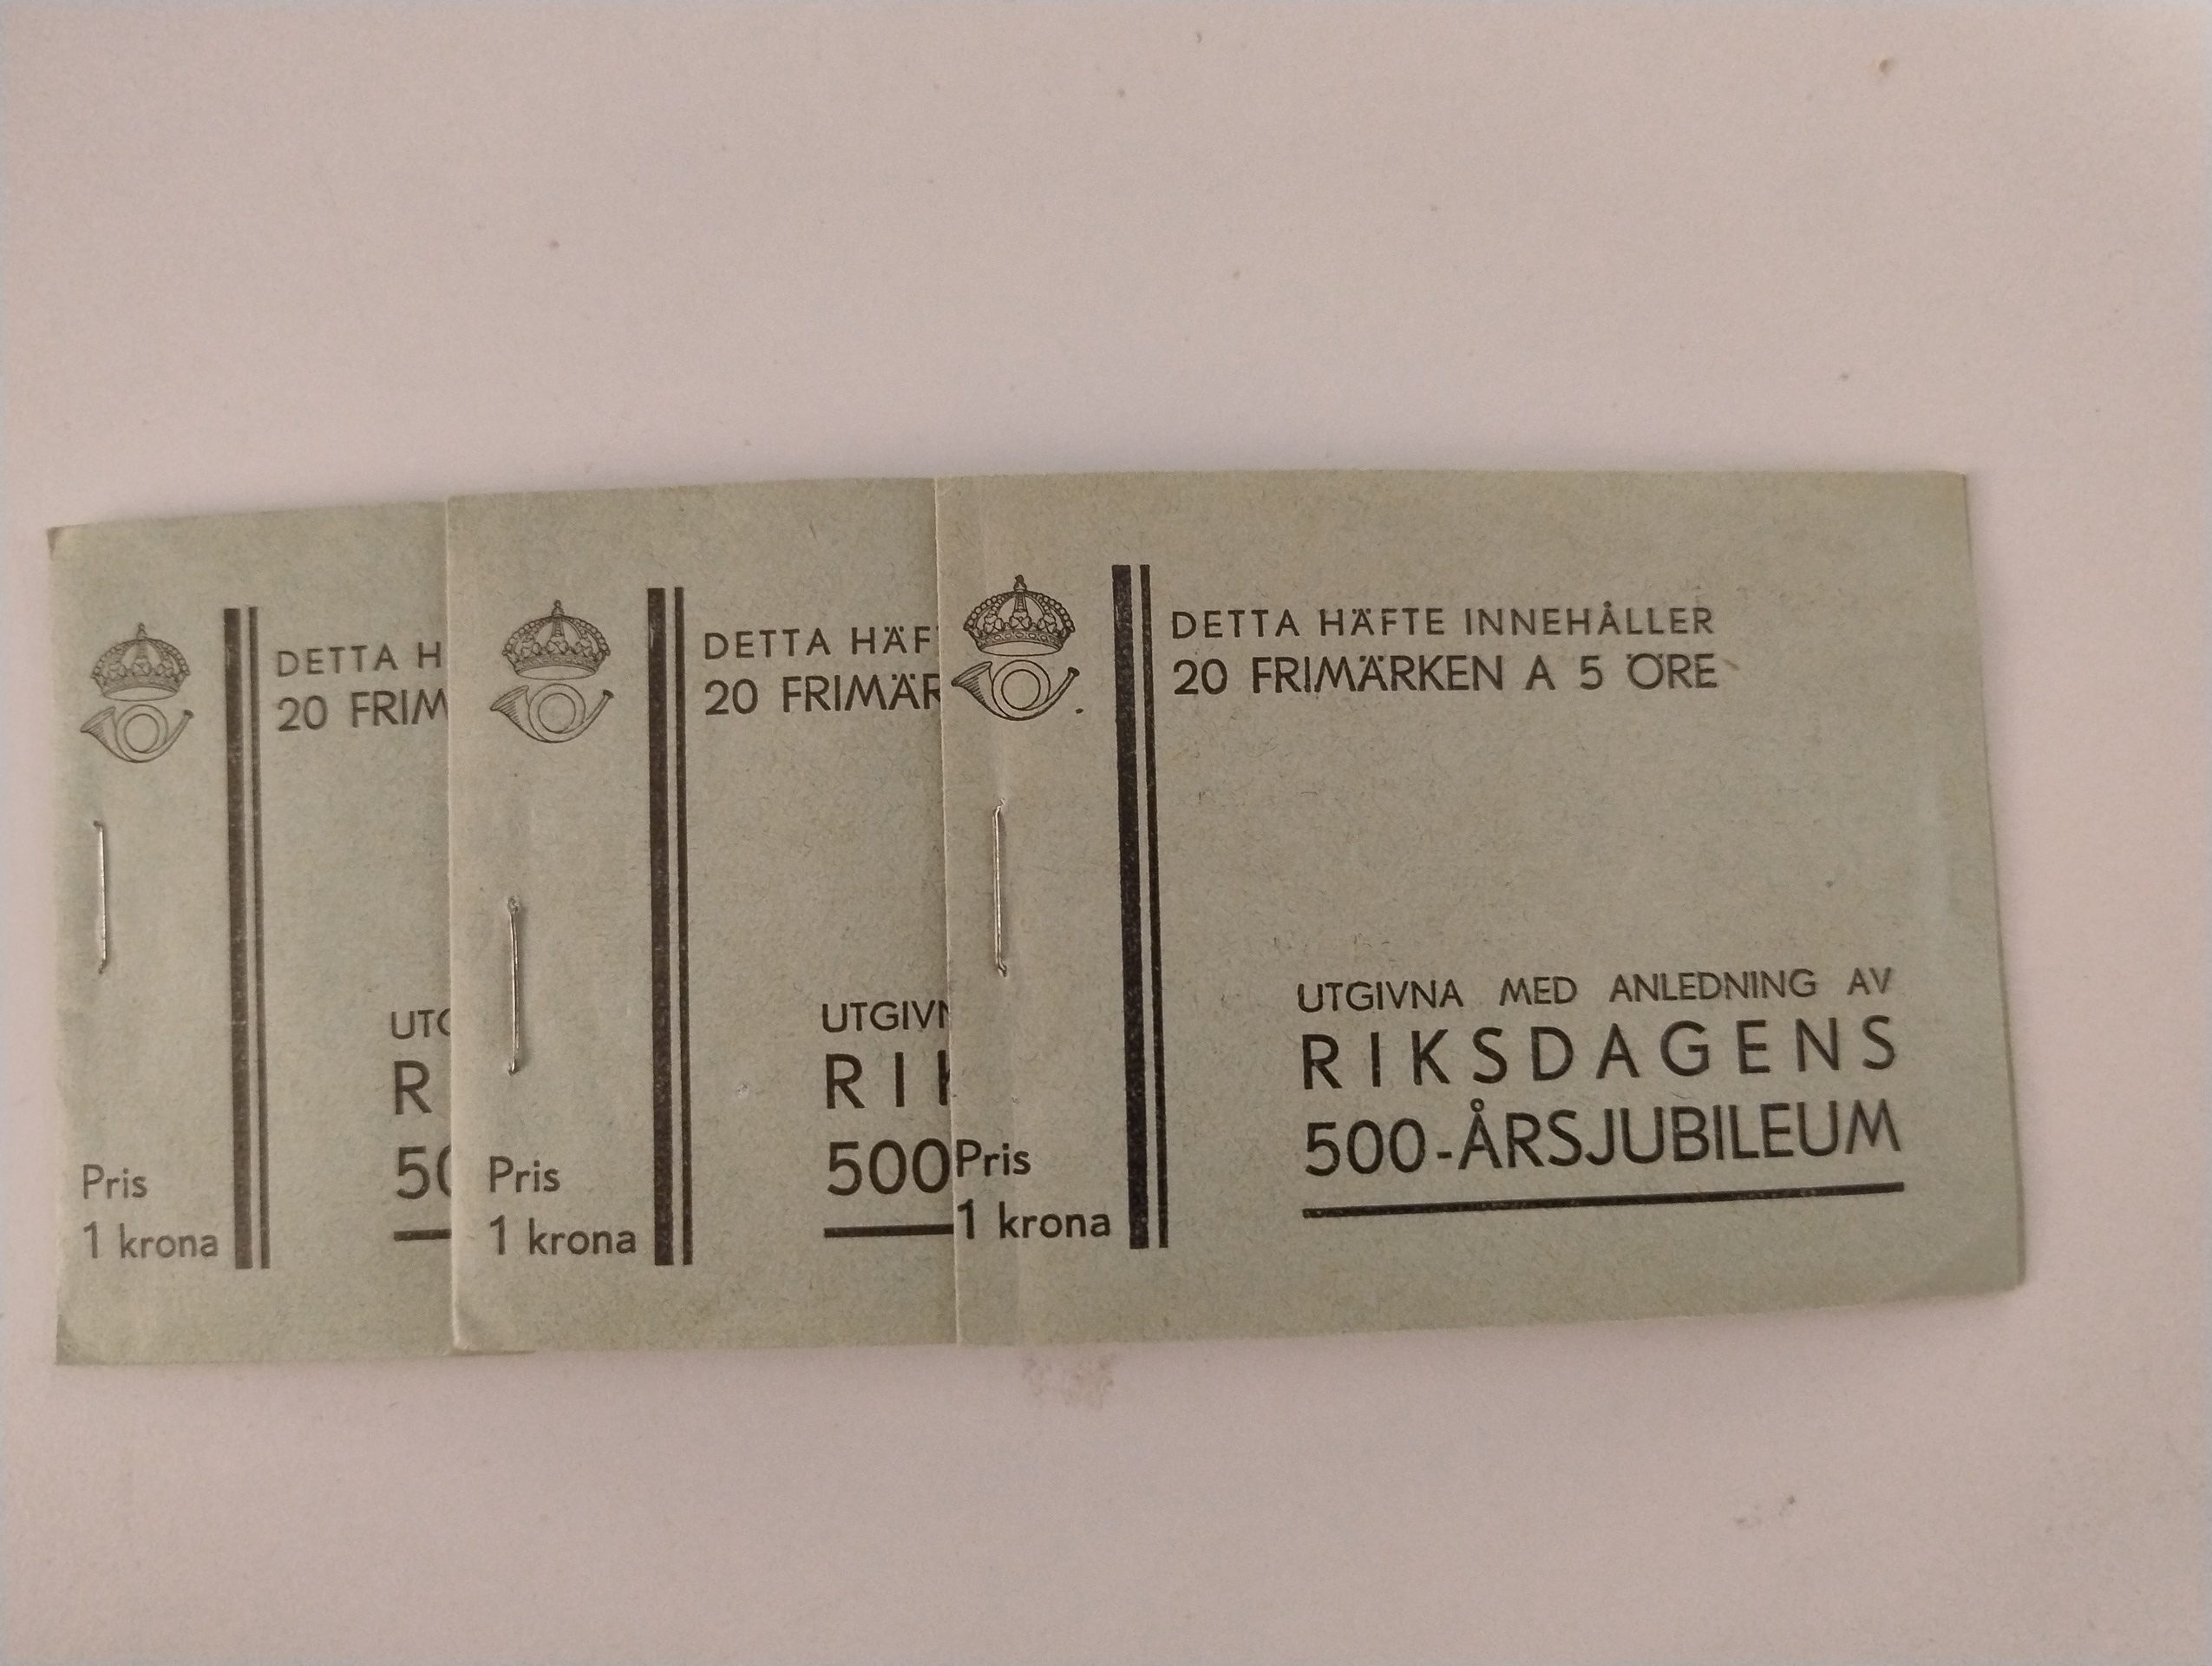 DETTA H
20 FRIM
UTG
R
50
Pris
1 krona
DETTA HÄF
20 FRIMÄR
UTGIVN
RIK
500
Pris
1 krona
DETTA HÄFTE INNEHÅLLER
20 FRIMÄRKEN A 5 ÖRE
UTGIVNA MED ANLEDNING AV
RIKSDAGENS
500-ÅRSJUBILEUM
Pris
1 krona